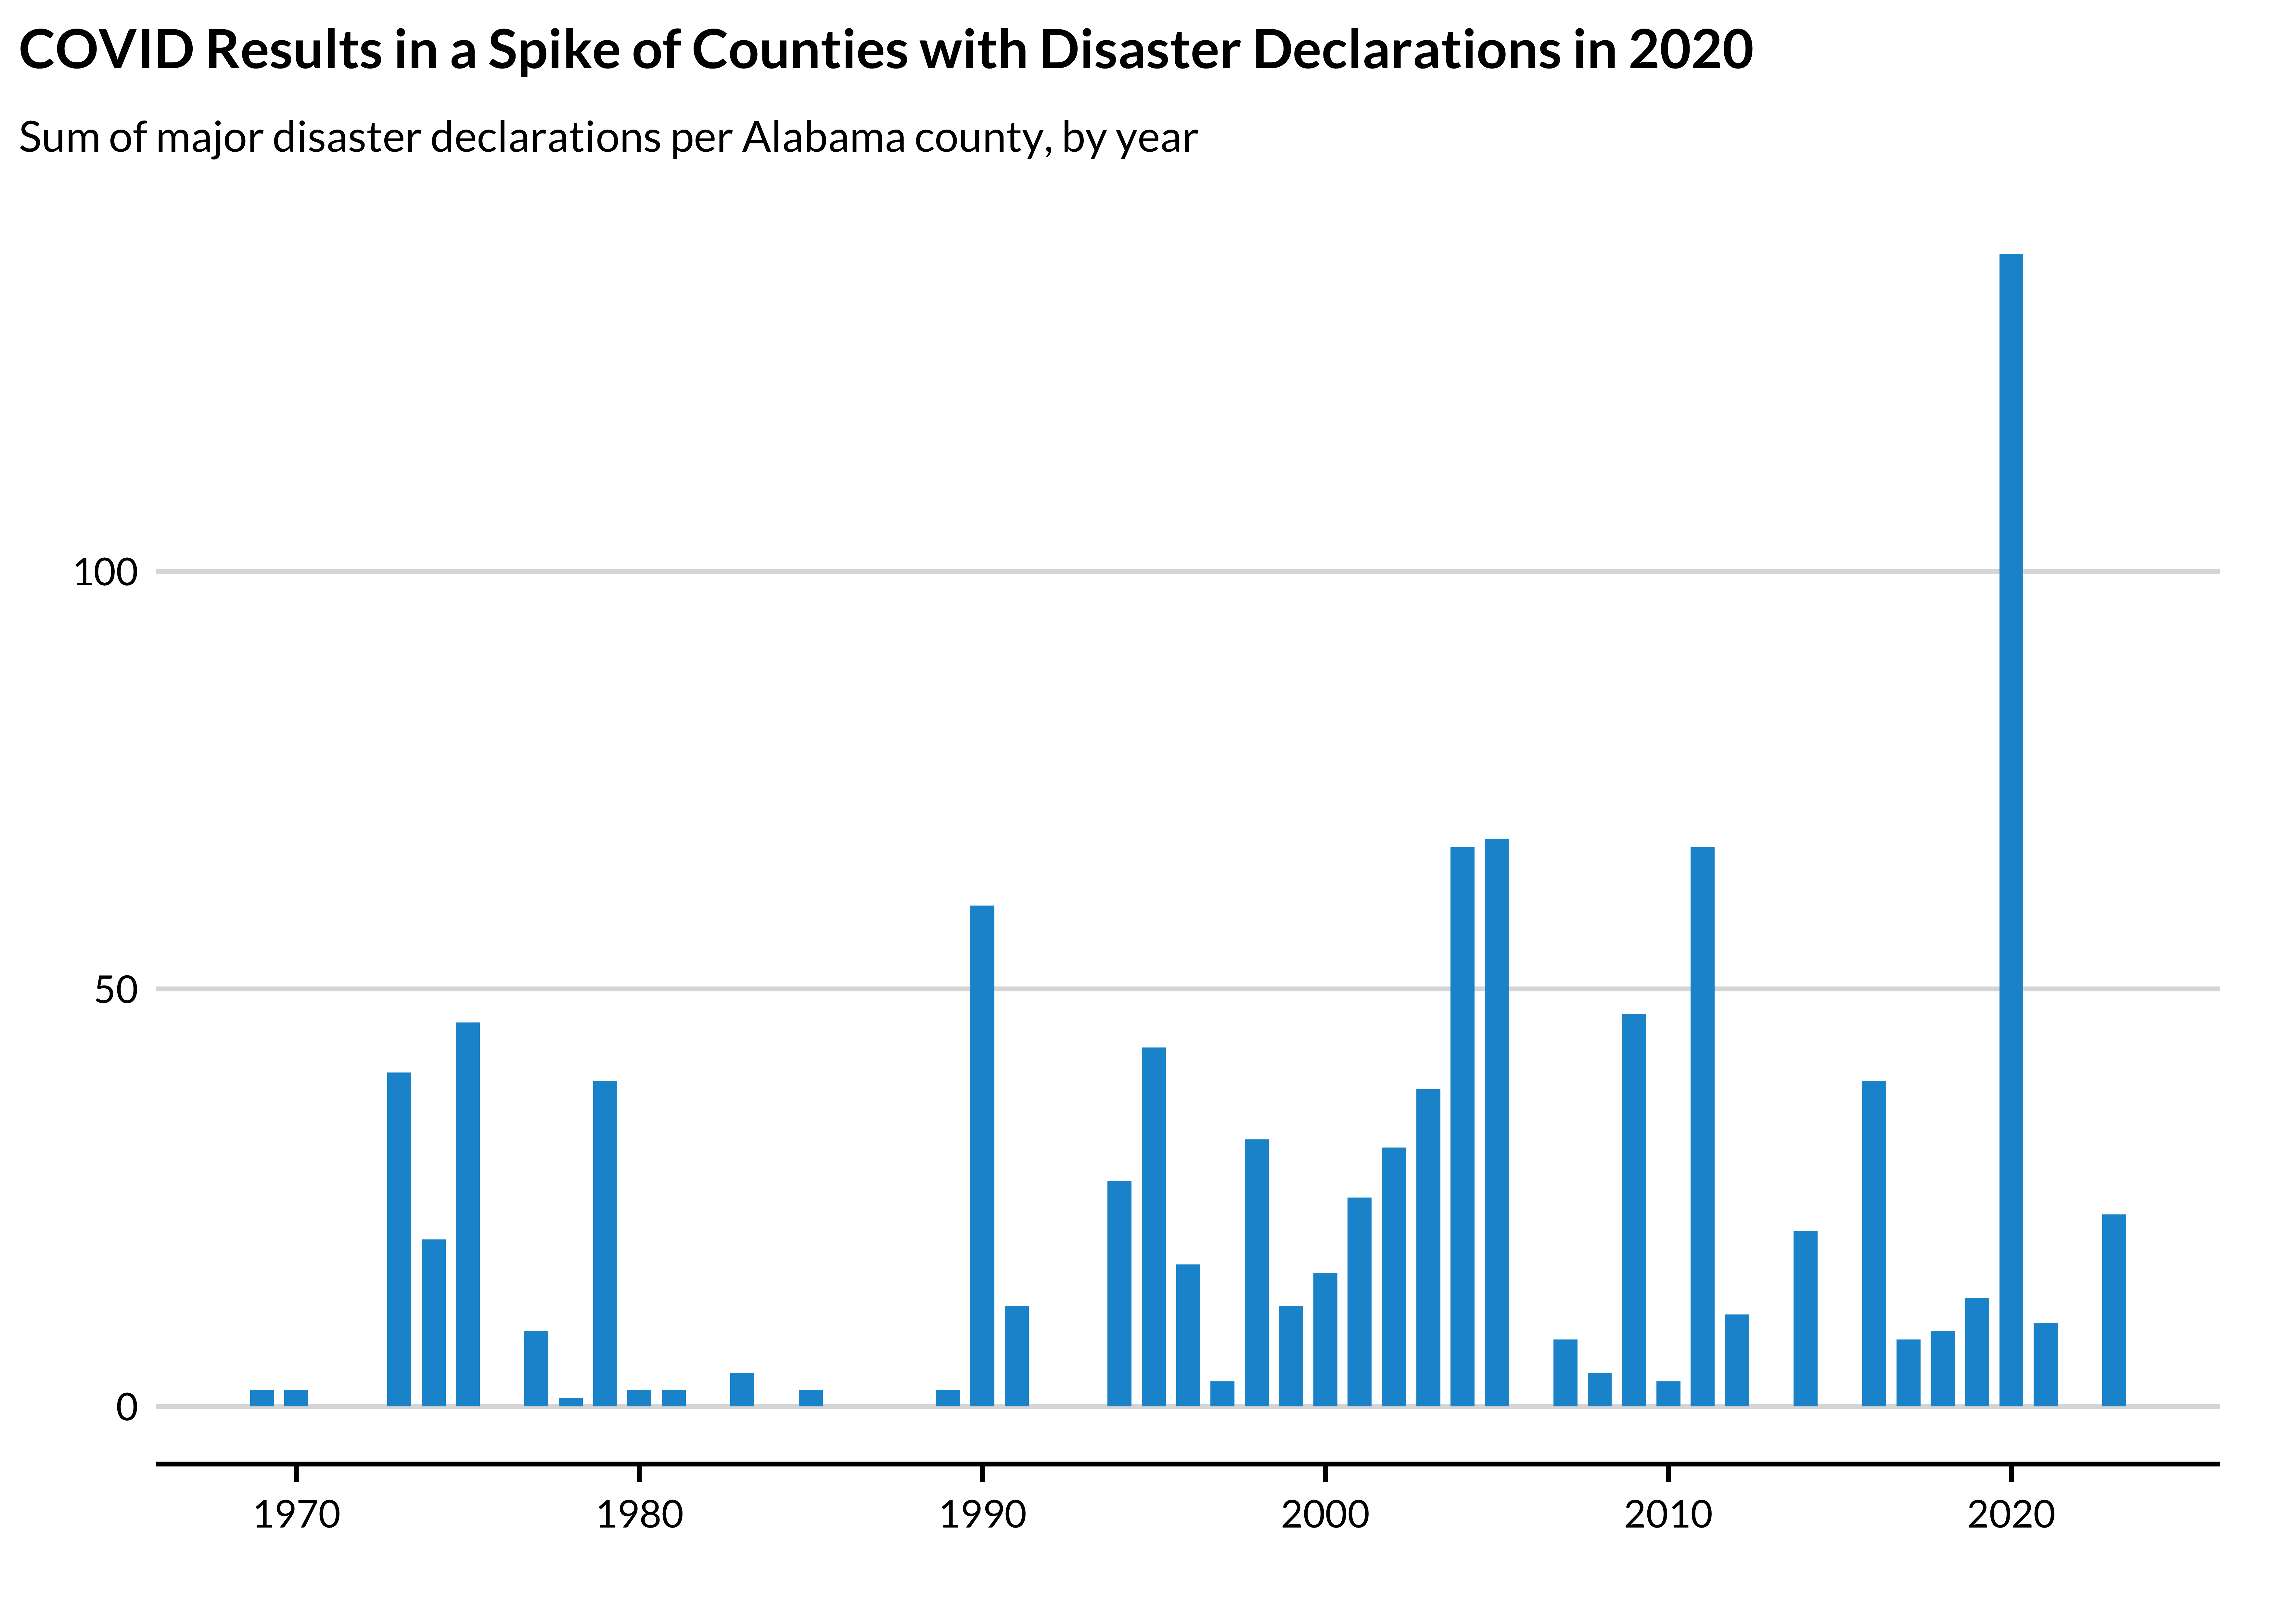 COVID Results in a Spike of Counties with Disaster Declarations in 2020
Sum of major disaster declarations per Alabama county, by year
100
50
0
1970 1980 1990 2000 2010 2020